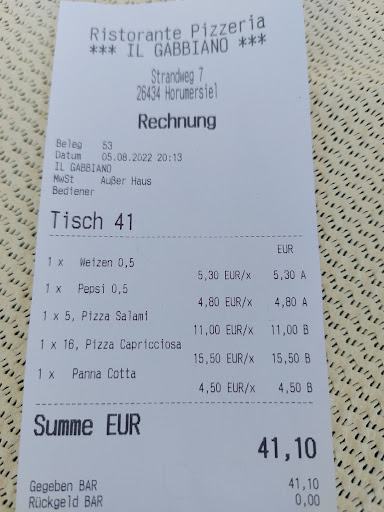 Ristorante Pizzeria
*** IL GABBIANO ***
Strandweg 7
26434 Horumersiel
Rechnung
Beleg 53
Datum 05.08.2022 20:13
IL GABBIANO
MwSt Außer Haus
Bediener
Tisch 41
EUR
1 x Weizen 0,5
5,30 EUR/x 5,30 A
1 x Pepsi 0,5
4,80 EUR/x 4,80 A
1 x 5, Pizza Salami
11,00 EUR/x 11,00 B
1 x 16, Pizza Capricciosa
15,50 EUR/x 15,50 B
1 x Panna Cotta
4,50 EUR/x 4,50 B
Summe EUR
41,10
Gegeben BAR 41,10
Rückgeld BAR 0,00